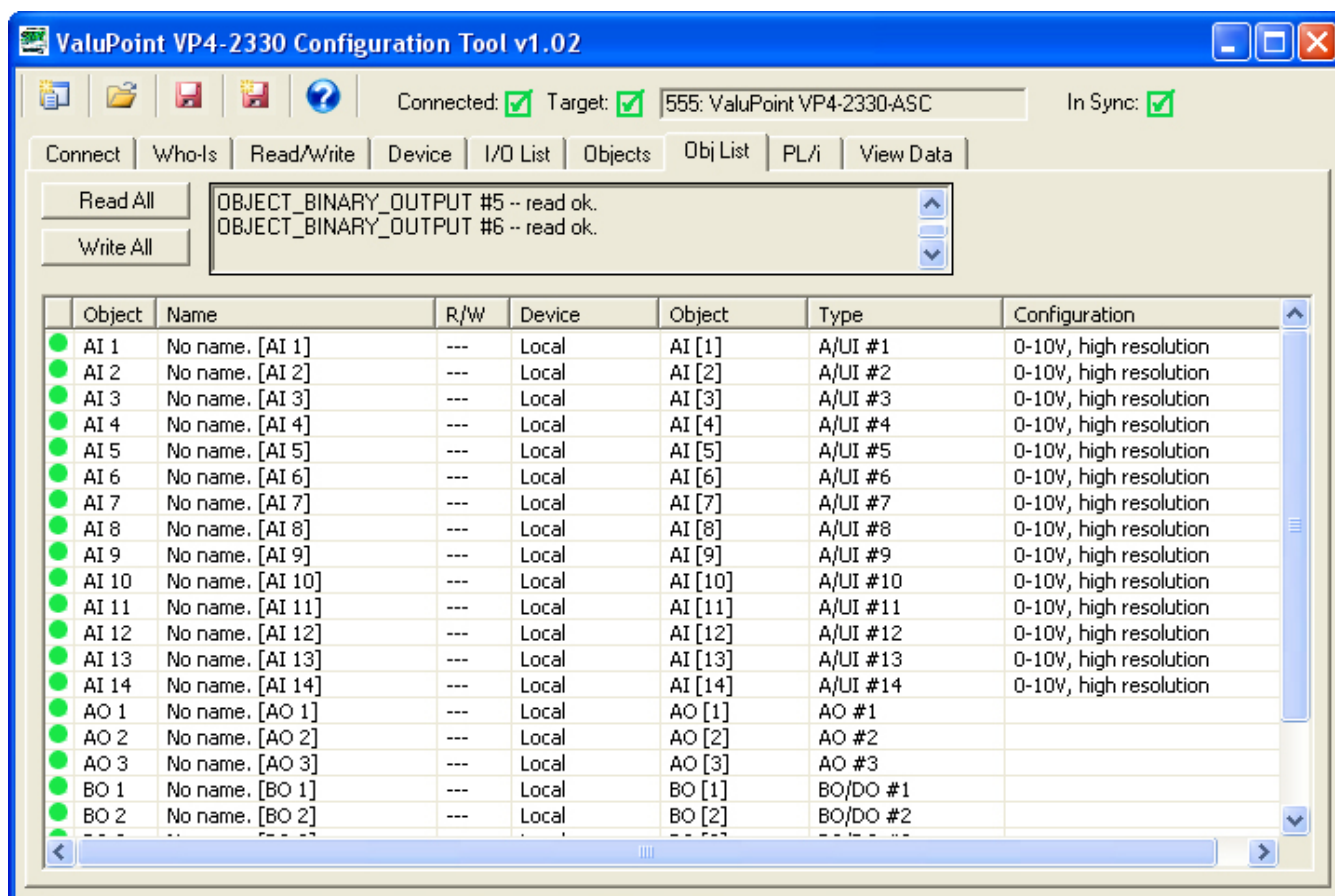 ValuPoint VP4-2330 Configuration Tool v1.02
Connected: Target: 555: ValuPoint VP4-2330-ASC In Sync:
Connect Who-Is Read/Write Device I/O List Objects Obj List PL/i View Data
Read All
OBJECT_BINARY_OUTPUT #5 -- read ok.
OBJECT_BINARY_OUTPUT #6 -- read ok.
Write All
Object Name R/W Device Object Type Configuration
AI 1 No name. [AI 1] --- Local AI [1] A/UI #1 0-10V, high resolution
AI 2 No name. [AI 2] --- Local AI [2] A/UI #2 0-10V, high resolution
AI 3 No name. [AI 3] --- Local AI [3] A/UI #3 0-10V, high resolution
AI 4 No name. [AI 4] --- Local AI [4] A/UI #4 0-10V, high resolution
AI 5 No name. [AI 5] --- Local AI [5] A/UI #5 0-10V, high resolution
AI 6 No name. [AI 6] --- Local AI [6] A/UI #6 0-10V, high resolution
AI 7 No name. [AI 7] --- Local AI [7] A/UI #7 0-10V, high resolution
AI 8 No name. [AI 8] --- Local AI [8] A/UI #8 0-10V, high resolution
AI 9 No name. [AI 9] --- Local AI [9] A/UI #9 0-10V, high resolution
AI 10 No name. [AI 10] --- Local AI [10] A/UI #10 0-10V, high resolution
AI 11 No name. [AI 11] --- Local AI [11] A/UI #11 0-10V, high resolution
AI 12 No name. [AI 12] --- Local AI [12] A/UI #12 0-10V, high resolution
AI 13 No name. [AI 13] --- Local AI [13] A/UI #13 0-10V, high resolution
AI 14 No name. [AI 14] --- Local AI [14] A/UI #14 0-10V, high resolution
AO 1 No name. [AO 1] --- Local AO [1] AO #1
AO 2 No name. [AO 2] --- Local AO [2] AO #2
AO 3 No name. [AO 3] --- Local AO [3] AO #3
BO 1 No name. [BO 1] --- Local BO [1] BO/DO #1
BO 2 No name. [BO 2] --- Local BO [2] BO/DO #2